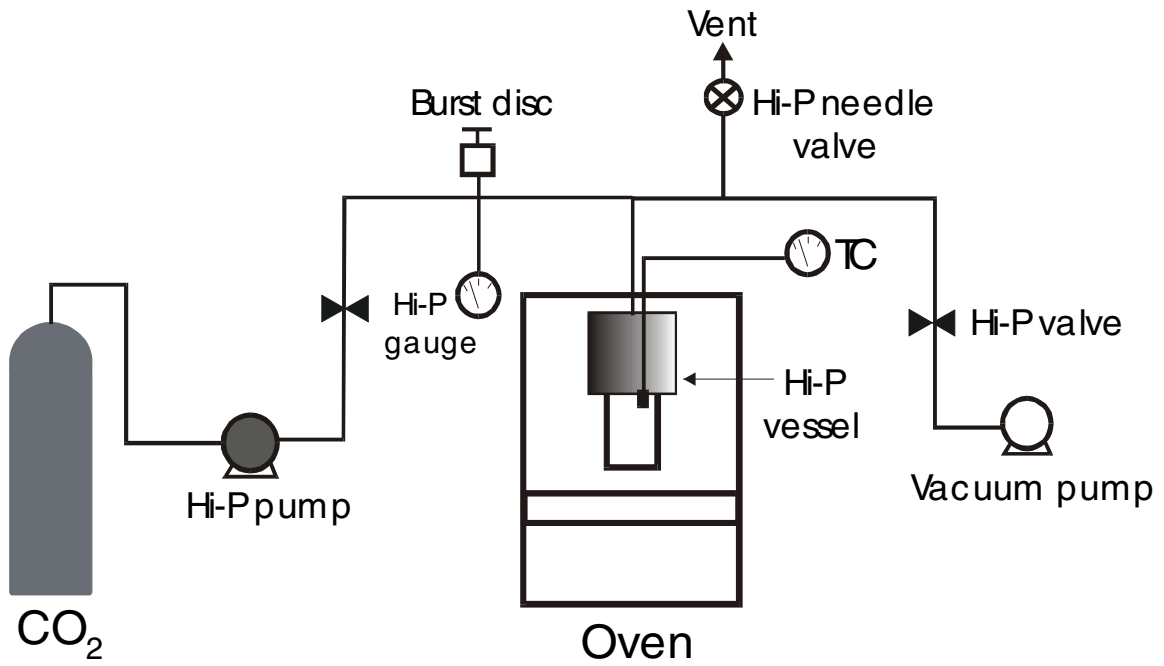 Vent
Burst disc
Hi-P needle
valve
TC
Hi-P
gauge
Hi-P valve
Hi-P
vessel
Hi-P pump
Vacuum pump
CO₂
Oven